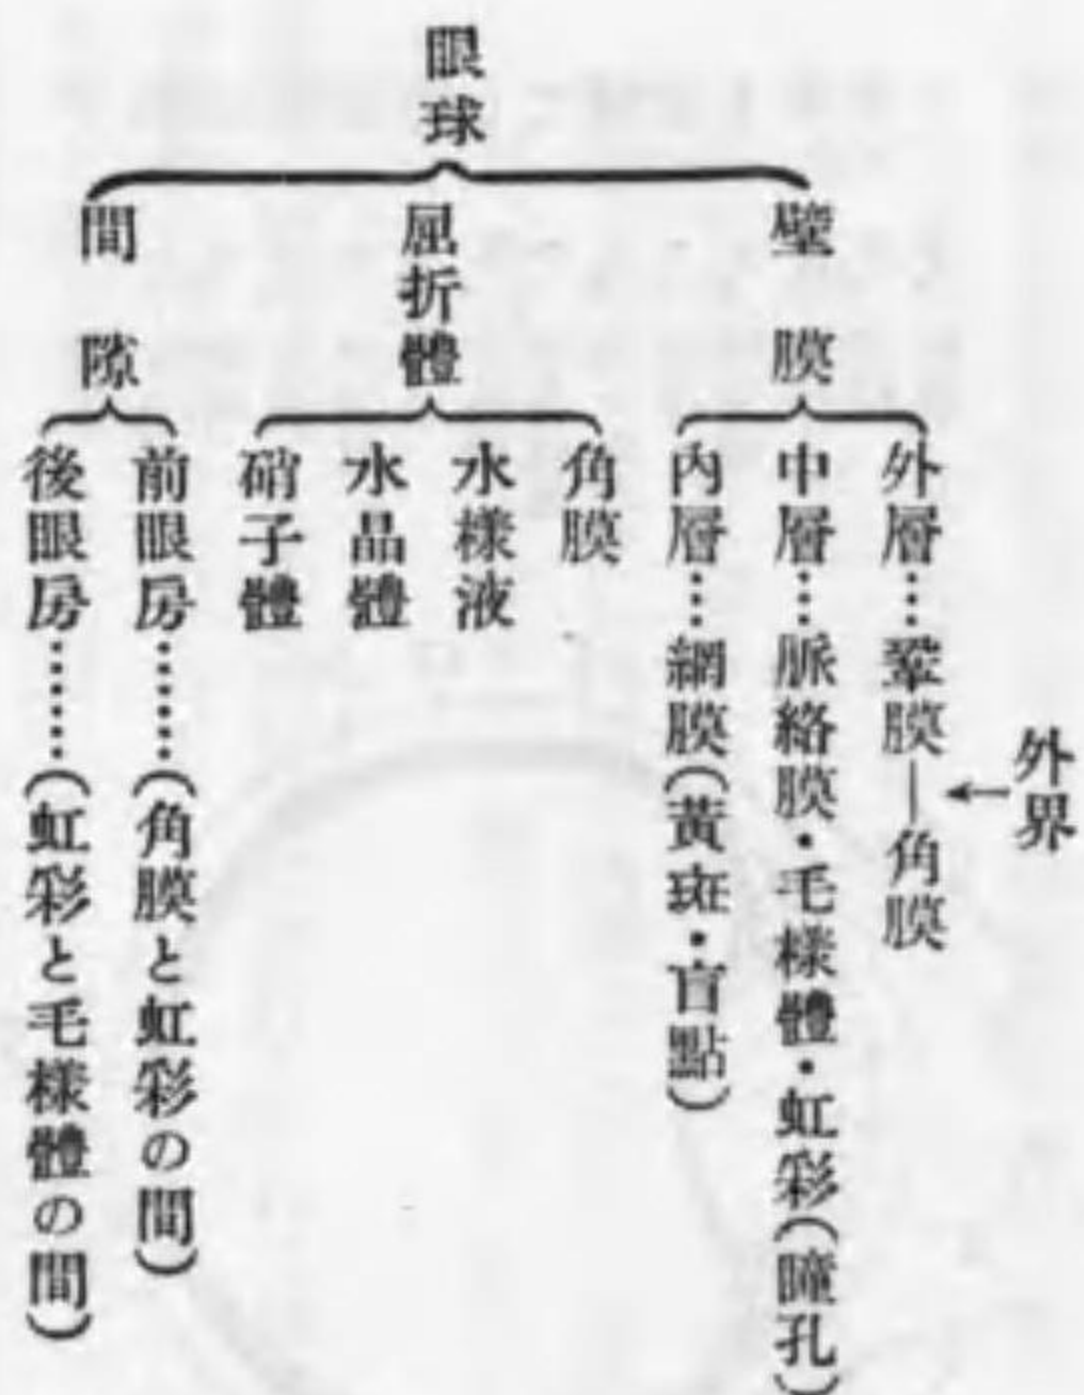 眼球
壁膜
外層…鞏膜—角膜
外界
中層…脈絡膜・毛樣體・虹彩(瞳孔)
內層…網膜(黃斑・盲點)
屈折體
角膜
水樣液
水晶體
硝子體
間隙
前眼房……(角膜と虹彩の間)
後眼房……(虹彩と毛樣體の間)